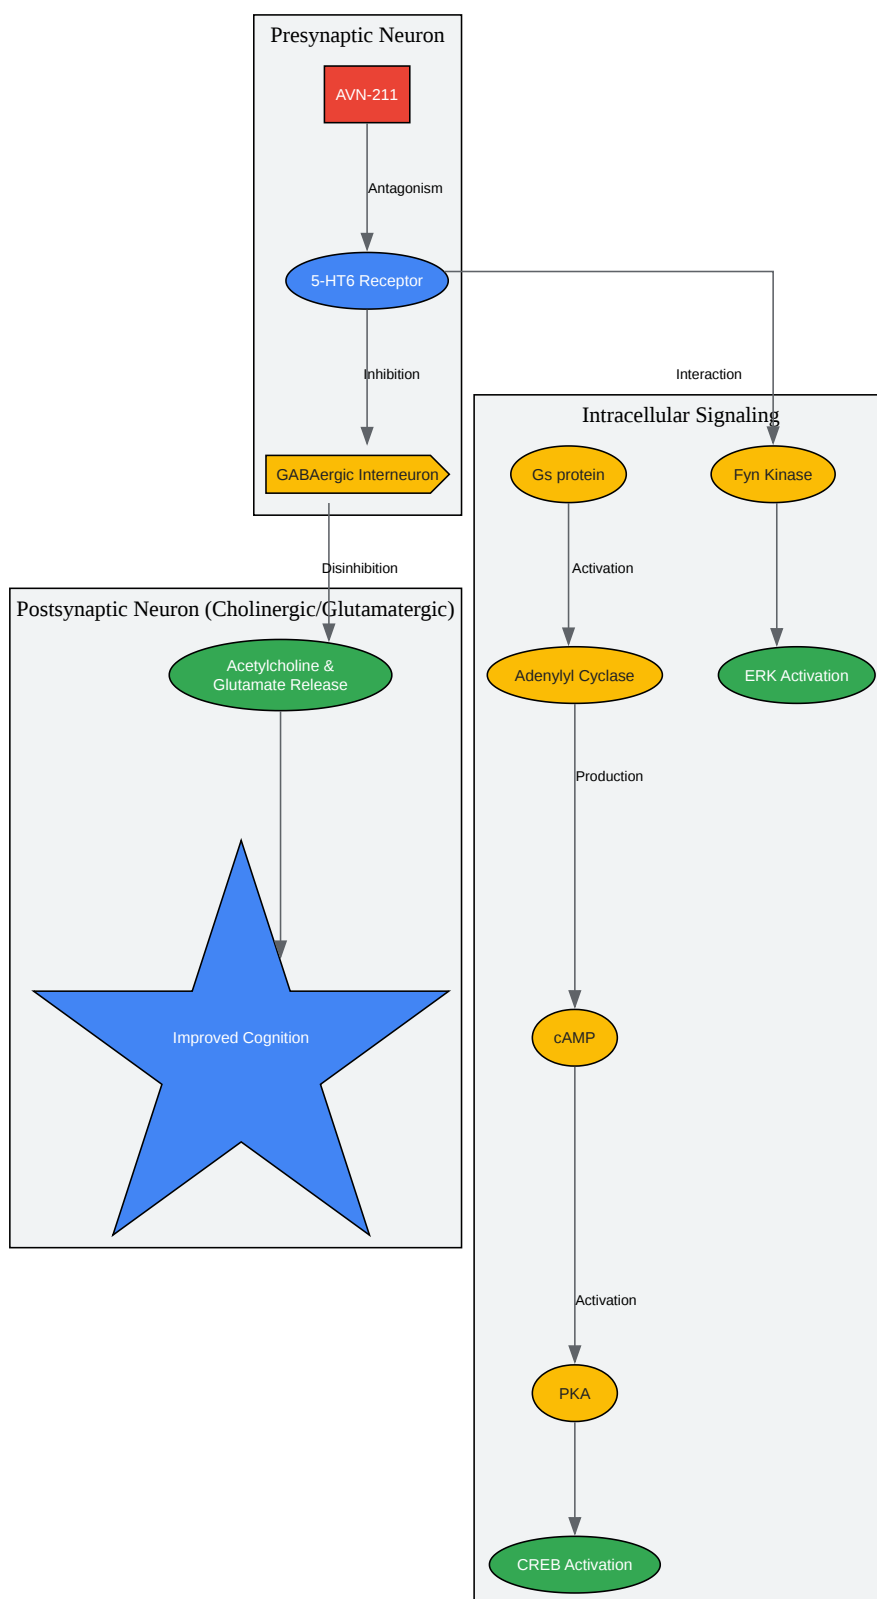 Presynaptic Neuron
AVN-211
Antagonism
5-HT6 Receptor
Inhibition
Interaction
GABAergic Interneuron
Intracellular Signaling
Gs protein
Fyn Kinase
Disinhibition
Activation
Postsynaptic Neuron (Cholinergic/Glutamatergic)
Acetylcholine &
Glutamate Release
Adenylyl Cyclase
ERK Activation
Production
Improved Cognition
cAMP
Activation
PKA
CREB Activation